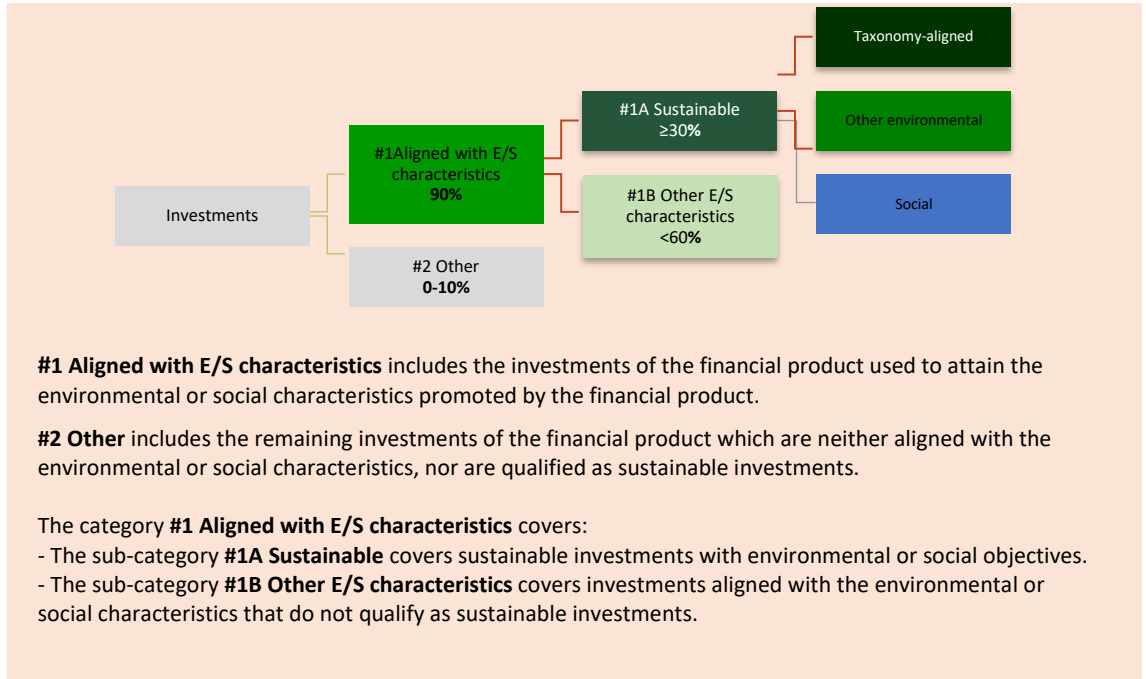 Taxonomy-aligned
#1A Sustainable
≥30%
Other environmental
#1Aligned with E/S
characteristics
90%
#1B Other E/S
characteristics
<60%
Social
Investments
#2 Other
0-10%
#1 Aligned with E/S characteristics includes the investments of the financial product used to attain the
environmental or social characteristics promoted by the financial product.
#2 Other includes the remaining investments of the financial product which are neither aligned with the
environmental or social characteristics, nor are qualified as sustainable investments.
The category #1 Aligned with E/S characteristics covers:
- The sub-category #1A Sustainable covers sustainable investments with environmental or social objectives.
- The sub-category #1B Other E/S characteristics covers investments aligned with the environmental or
social characteristics that do not qualify as sustainable investments.